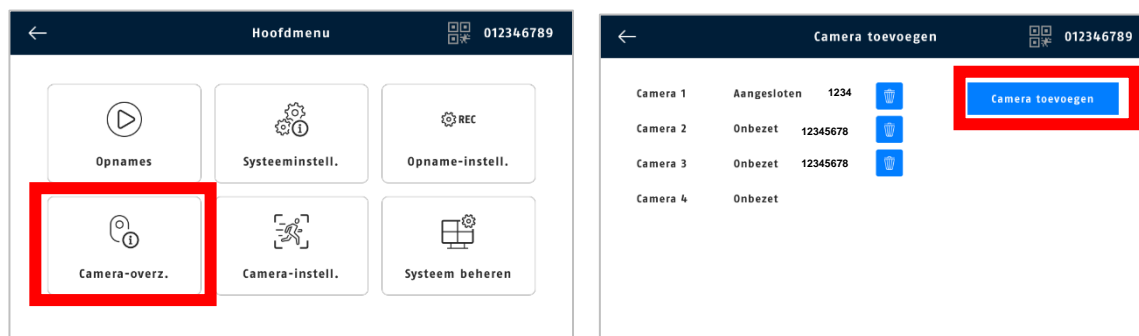 Hoofdmenu
012346789
Opnames
Systeeminstell.
REC
Opname-instell.
Camera-overz.
Camera-instell.
Systeem beheren
Camera toevoegen
012346789
Camera 1 Aangesloten 1234
Camera toevoegen
Camera 2 Onbezet 12345678
Camera 3 Onbezet 12345678
Camera 4 Onbezet